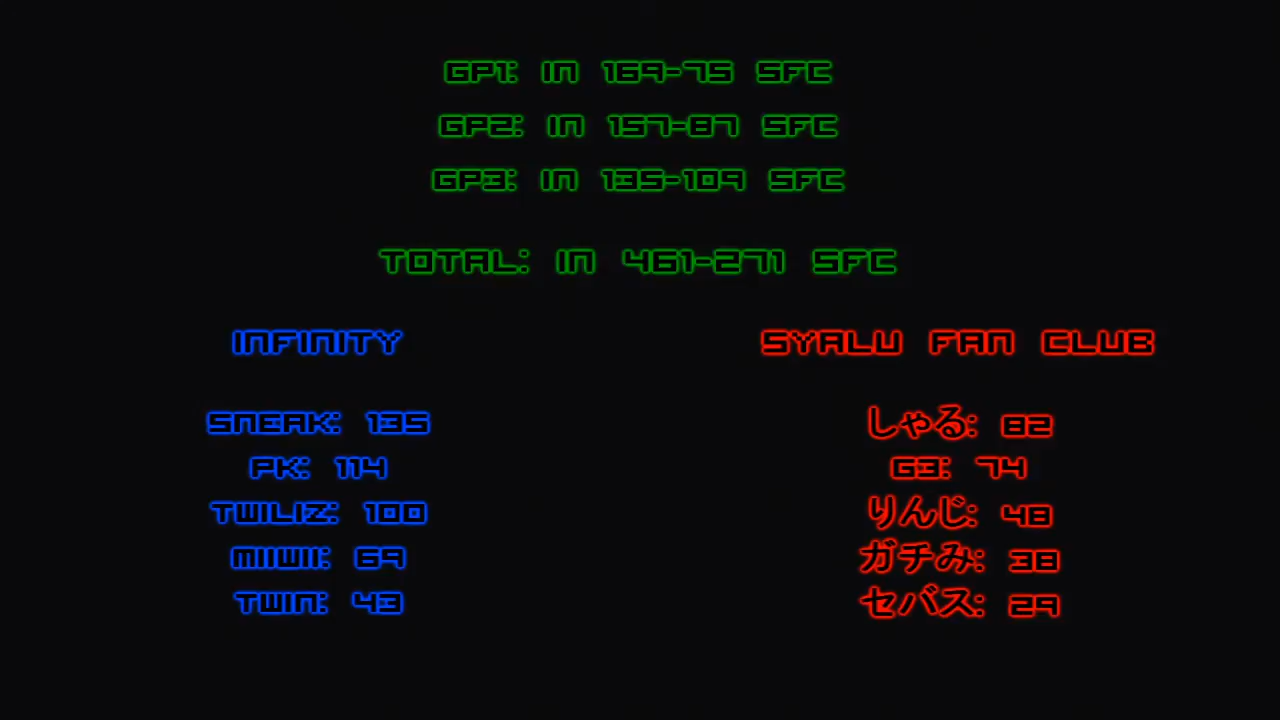 GP1: IN 169-75 SFC
GP2: IN 157-87 SFC
GP3: IN 135-109 SFC
TOTAL: IN 461-271 SFC
INFINITY
SNEAK: 135
PK: 114
TWILIZ: 100
MIIWII: 69
TWIN: 43
SYALU FAN CLUB
しゃる: 82
G3: 74
りんじ: 48
ガチみ: 38
セバス: 29